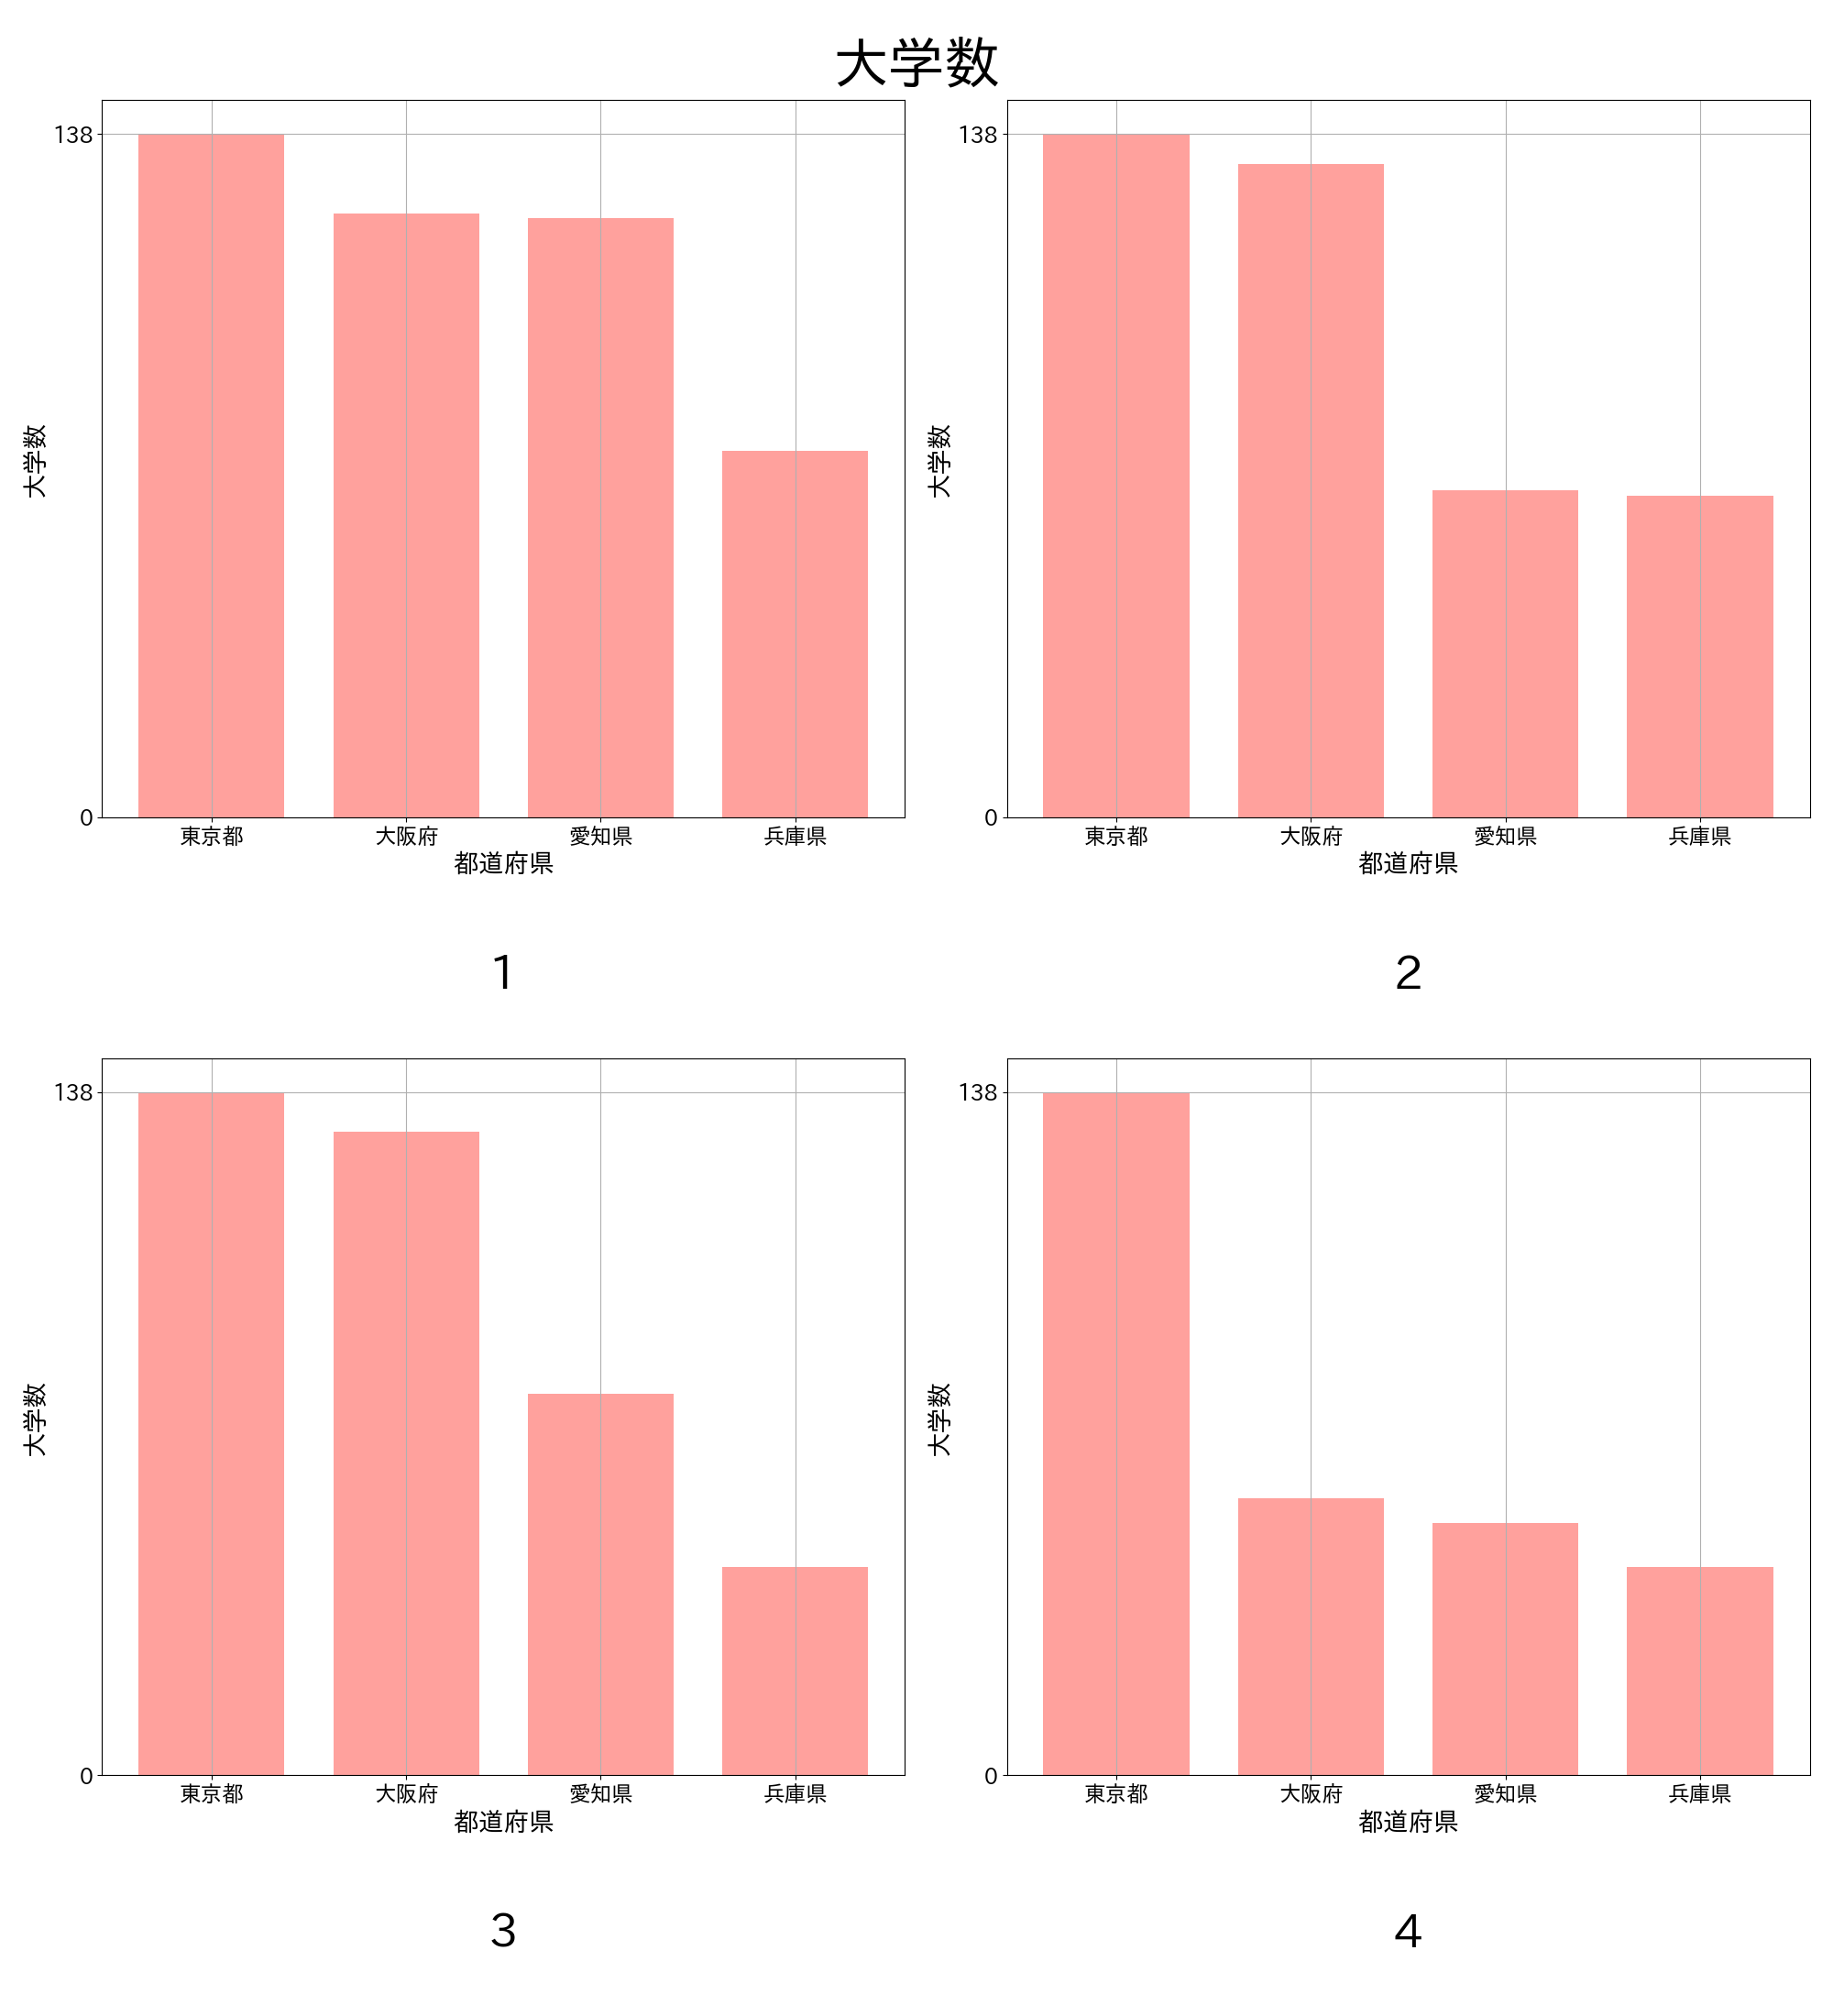 大学数
138
0
大学数
東京都 大阪府 愛知県 兵庫県
都道府県
1
138
0
大学数
東京都 大阪府 愛知県 兵庫県
都道府県
2
138
0
大学数
東京都 大阪府 愛知県 兵庫県
都道府県
3
138
0
大学数
東京都 大阪府 愛知県 兵庫県
都道府県
4